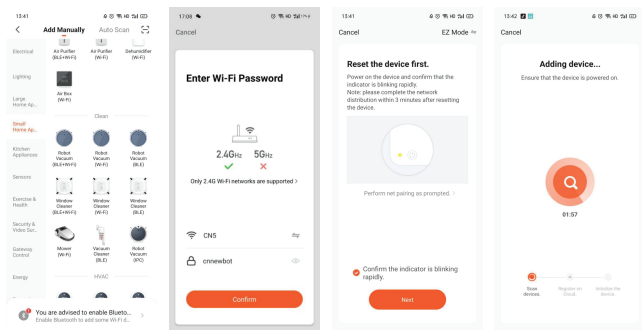 13:41
Add Manually
Auto Scan
Electrical
Lighting
Large
Home Ap...
Small
Home Ap...
Kitchen
Appliances
Sensors
Exercise &
Health
Security &
Video Sur...
Gateway
Control
Energy
Air Purifier
(BLE+Wi-Fi)
Air Purifier
(Wi-Fi)
Dehumidifier
(Wi-Fi)
Air Box
(Wi-Fi)
Clean
Robot
Vacuum
(BLE+Wi-Fi)
Robot
Vacuum
(Wi-Fi)
Robot
Vacuum
(BLE)
Window
Cleaner
(BLE+Wi-Fi)
Window
Cleaner
(Wi-Fi)
Window
Cleaner
(BLE)
Mower
(Wi-Fi)
Vacuum
Cleaner
(BLE)
Robot
Vacuum
(IPC)
HVAC
You are advised to enable Blueto...
Enable Bluetooth to add some Wi-Fi d...
17:08
Cancel
Enter Wi-Fi Password
2.4GHz 5GHz
Only 2.4G Wi-Fi networks are supported >
CN5
cnnewbot
Confirm
13:41
Cancel
EZ Mode
Reset the device first.
Power on the device and confirm that the
indicator is blinking rapidly.
Note: please complete the network
distribution within 3 minutes after resetting
the device.
Perform net pairing as prompted. >
Confirm the indicator is blinking
rapidly.
Next
13:42
Cancel
Adding device...
Ensure that the device is powered on.
01:57
Scan
devices.
Register on
Cloud.
Initialize the
device.